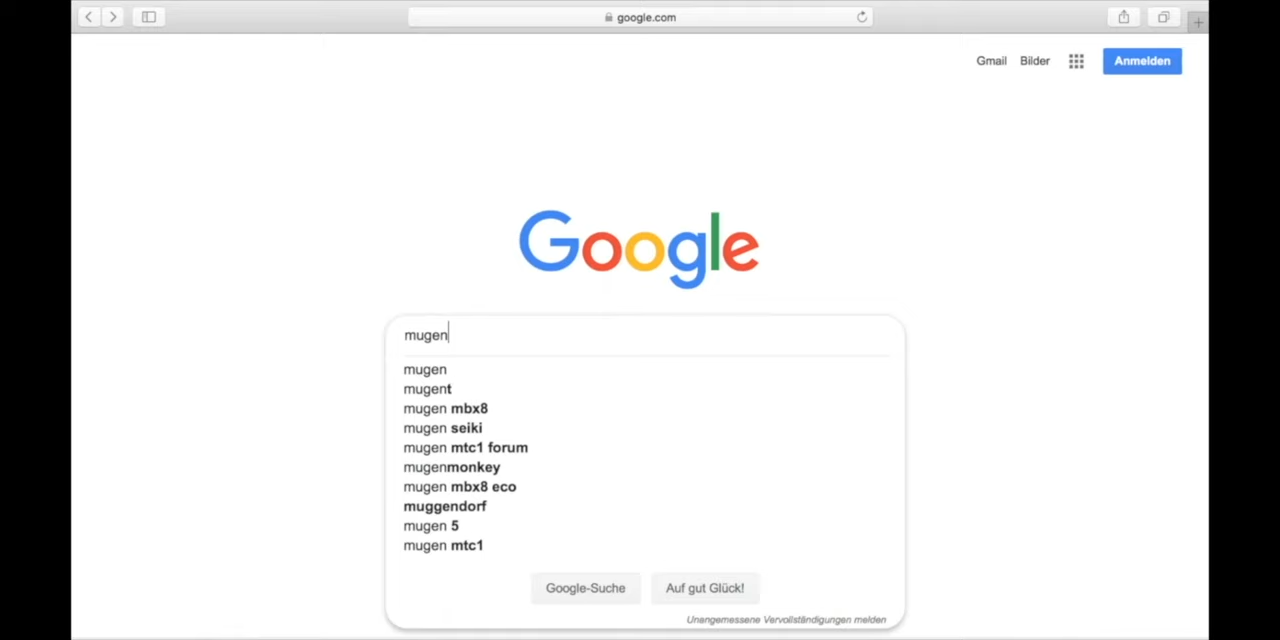 google.com
Gmail Bilder Anmelden
Google
mugen
mugen
mugent
mugen mbx8
mugen seiki
mugen mtc1 forum
mugenmonkey
mugen mbx8 eco
muggendorf
mugen 5
mugen mtc1
Google-Suche Auf gut Glück!
Unangemessene Vervollständigungen melden